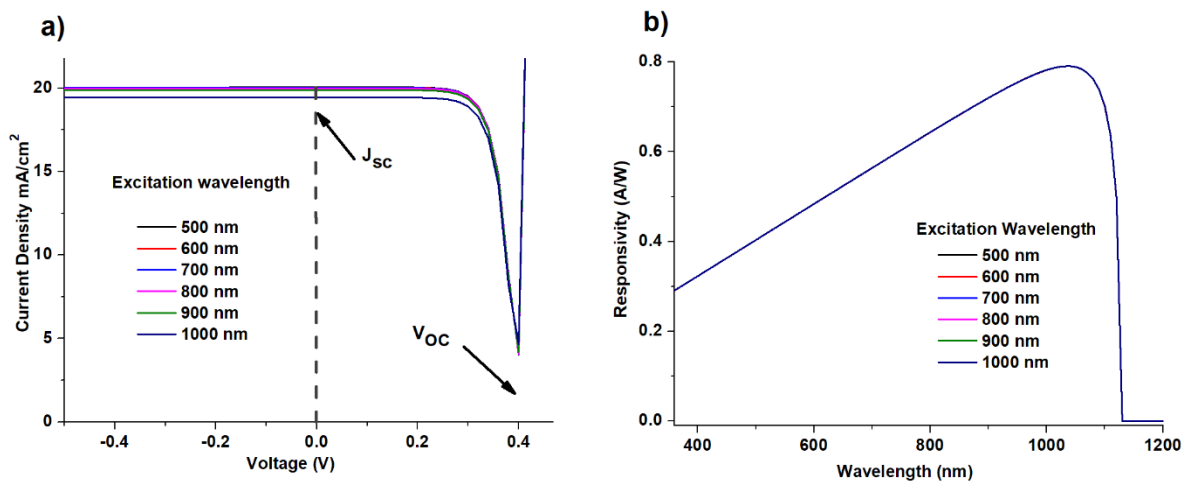 a)
Current Density mA/cm²
20
15
10
5
0
-0.4 -0.2 0.0 0.2 0.4
Voltage (V)
J_SC
V_OC
Excitation wavelength
500 nm
600 nm
700 nm
800 nm
900 nm
1000 nm
b)
Responsivity (A/W)
0.8
0.6
0.4
0.2
0.0
400 600 800 1000 1200
Wavelength (nm)
Excitation Wavelength
500 nm
600 nm
700 nm
800 nm
900 nm
1000 nm